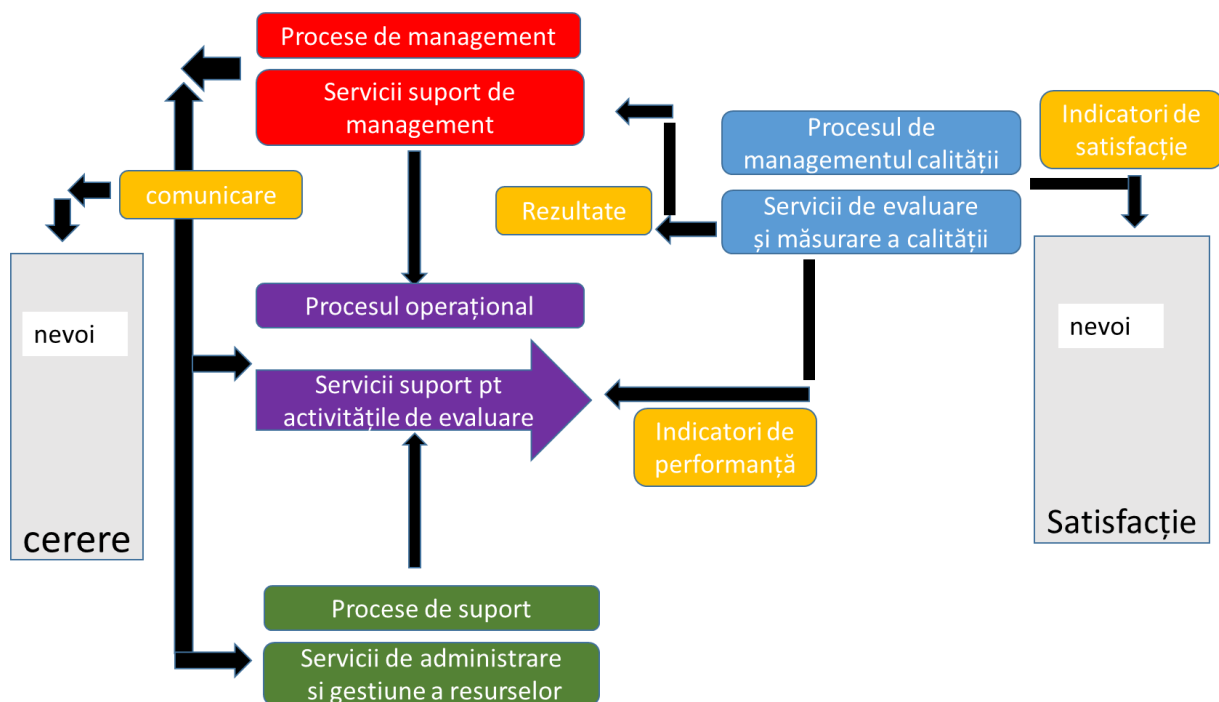 Procese de management
Servicii suport de
management
Procesul de
managementul calității
Indicatori de
satisfacție
comunicare
Rezultate
Servicii de evaluare
și măsurare a calității
nevoi
cerere
Procesul operațional
Servicii suport pt
activitățile de evaluare
Indicatori de
performanță
nevoi
Satisfacție
Procese de suport
Servicii de administrare
si gestiune a resurselor